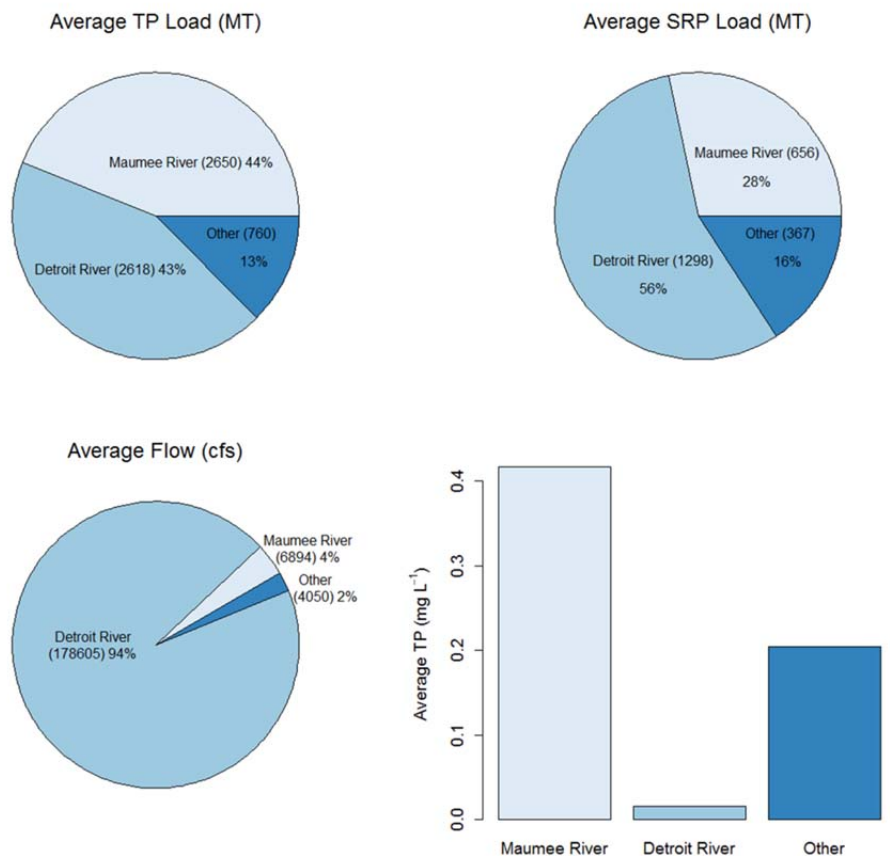 Average TP Load (MT)
Maumee River (2650) 44%
Other (760)
13%
Detroit River (2618) 43%
Average SRP Load (MT)
Maumee River (656)
28%
Other (367)
16%
Detroit River (1298)
56%
Average Flow (cfs)
Maumee River
(6894) 4%
Other
(4050) 2%
Detroit River
(178605) 94%
Average TP (mg L⁻¹)
0.4
0.3
0.2
0.1
0.0
Maumee River Detroit River Other